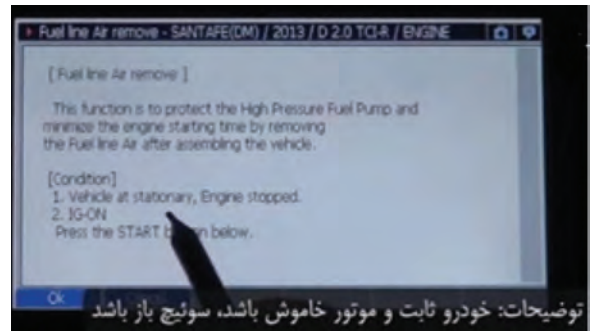 Fuel line Air remove - SANTAFE(DM) / 2013 / D 2.0 TCI-R / ENGINE
[ Fuel line Air remove ]
This function is to protect the High Pressure Fuel Pump and
minimize the engine starting time by removing
the Fuel line Air after assembling the vehicle.
[Condition]
1. Vehicle at stationary, Engine stopped.
2. IG-ON
Press the START below.
Ok
توضیحات: خودرو ثابت و موتور خاموش باشد، سوئیچ باز باشد